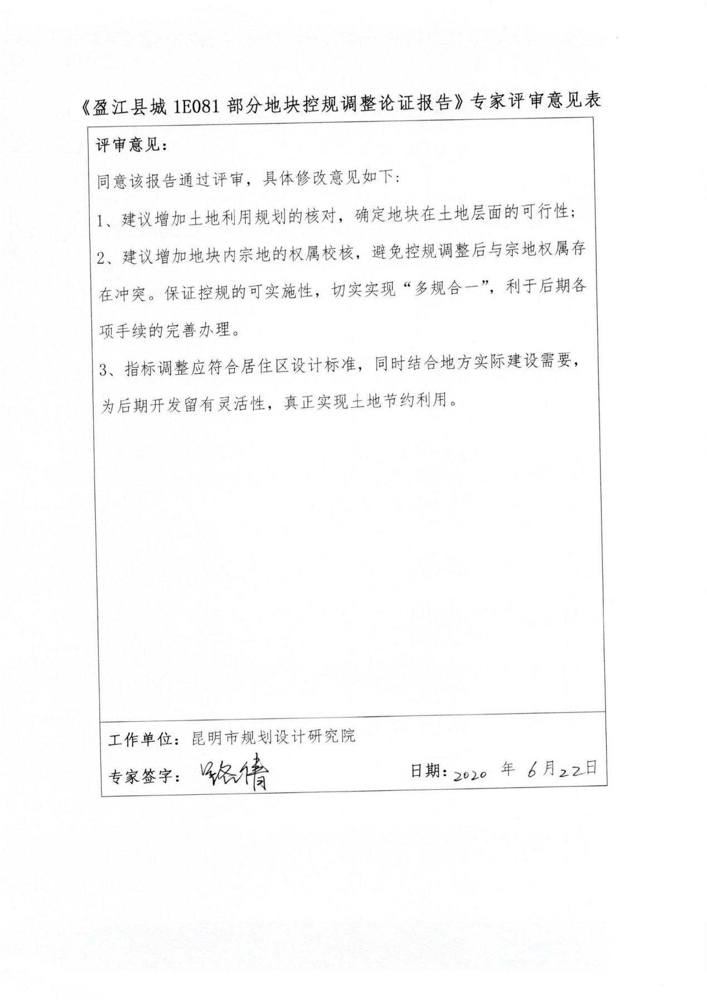 《盈江县城 1E081 部分地块控规调整论证报告》专家评审意见表
评审意见：
同意该报告通过评审，具体修改意见如下：
1、建议增加土地利用规划的核对，确定地块在土地层面的可行性；
2、建议增加地块内宗地的权属校核，避免控规调整后与宗地权属存
在冲突。保证控规的可实施性，切实实现“多规合一”，利于后期各
项手续的完善办理。
3、指标调整应符合居住区设计标准，同时结合地方实际建设需要，
为后期开发留有灵活性，真正实现土地节约利用。
工作单位：昆明市规划设计研究院
专家签字：路倩
日期：2020 年 6月22日